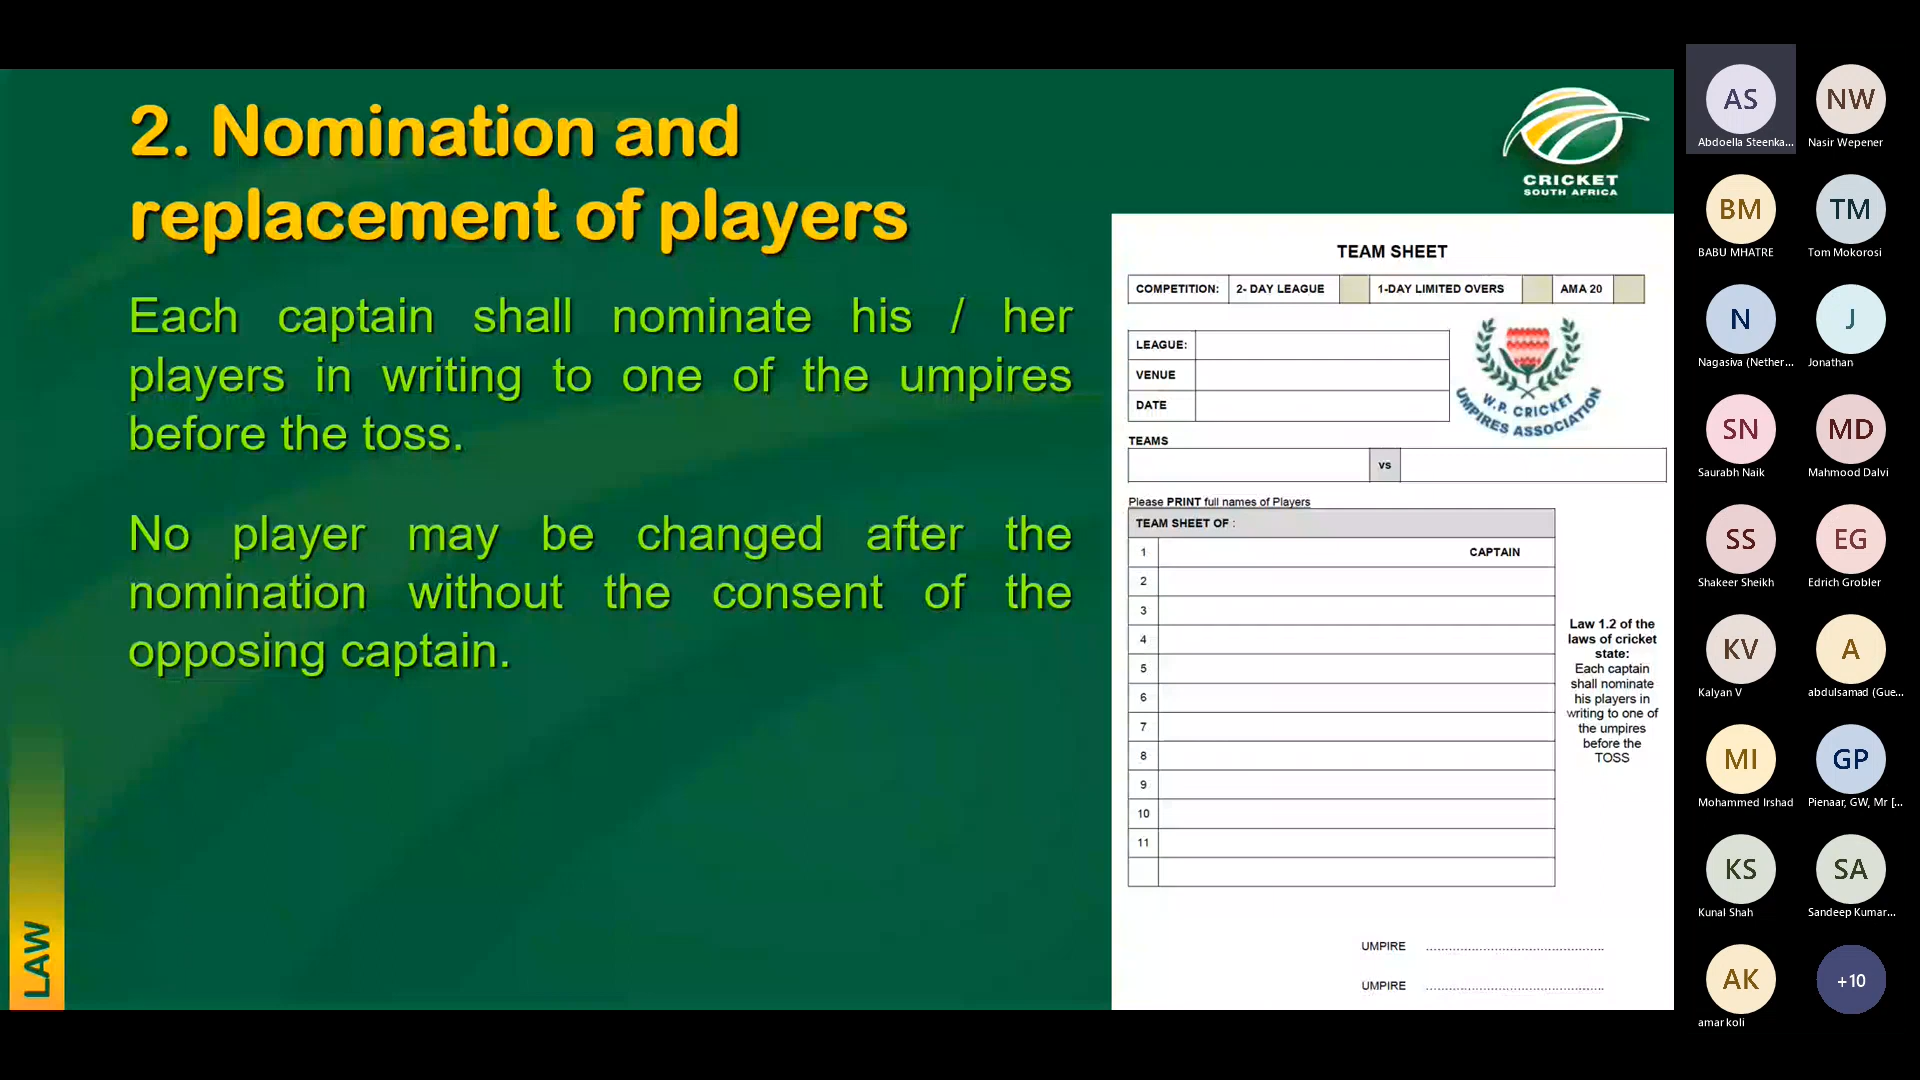 2. Nomination and
replacement of players
Each captain shall nominate his / her
players in writing to one of the umpires
before the toss.
No player may be changed after the
nomination without the consent of the
opposing captain.
LAW
CRICKET
SOUTH AFRICA
TEAM SHEET
COMPETITION: 2- DAY LEAGUE 1-DAY LIMITED OVERS AMA 20
LEAGUE:
VENUE
DATE
W.P. CRICKET
UMPIRES ASSOCIATION
TEAMS
vs
Please PRINT full names of Players
TEAM SHEET OF :
1 CAPTAIN
2
3
4
5
6
7
8
9
10
11
Law 1.2 of the
laws of cricket
state:
Each captain
shall nominate
his players in
writing to one of
the umpires
before the
TOSS
UMPIRE ............................................
UMPIRE ............................................
AS NW
Abdoella Steenka... Nasir Wepener
BM TM
BABU MHATRE Tom Mokorosi
N J
Nagasiva (Nether... Jonathan
SN MD
Saurabh Naik Mahmood Dalvi
SS EG
Shakeer Sheikh Edrich Grobler
KV A
Kalyan V abdulsamad (Gue...
MI GP
Mohammed Irshad Pienaar, GW, Mr [...
KS SA
Kunal Shah Sandeep Kumar...
AK +10
amar koli